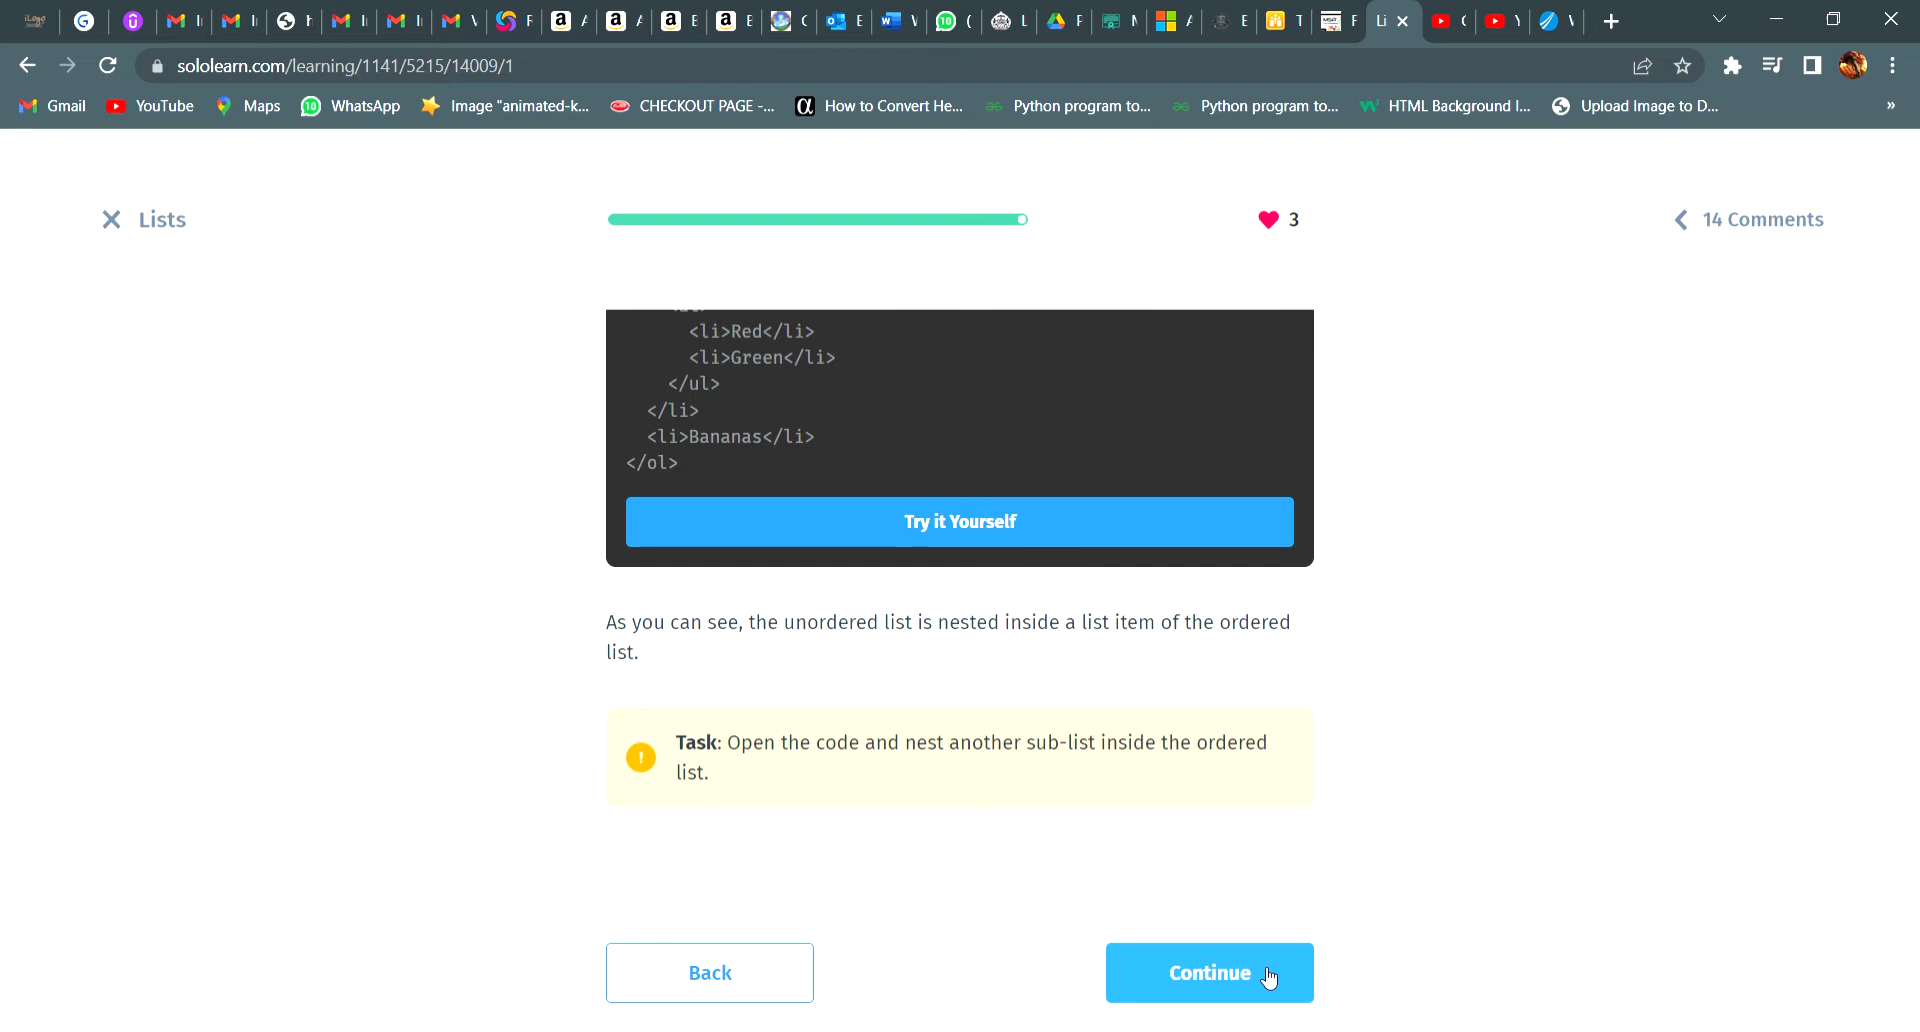 sololearn.com/learning/1141/5215/14009/1
Gmail YouTube Maps WhatsApp Image "animated-k... CHECKOUT PAGE -... How to Convert He... Python program to... Python program to... HTML Background I... Upload Image to D... »
Lists
3
14 Comments
<li>Red</li>
<li>Green</li>
</ul>
</li>
<li>Bananas</li>
</ol>
Try it Yourself
As you can see, the unordered list is nested inside a list item of the ordered
list.
Task: Open the code and nest another sub-list inside the ordered
list.
Back
Continue